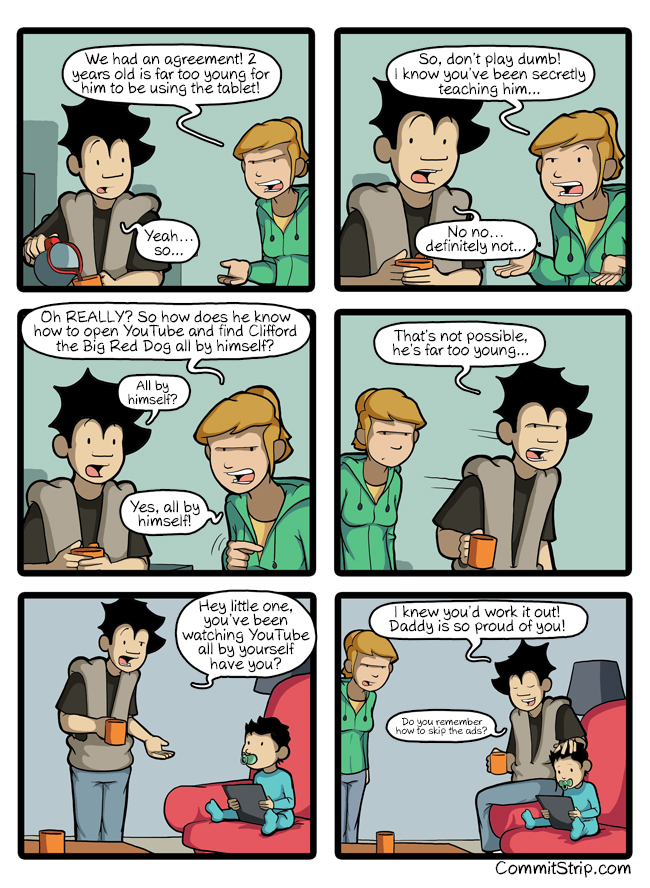 We had an agreement! 2
years old is far too young for
him to be using the tablet!
Yeah...
so...
So, don't play dumb!
I know you've been secretly
teaching him...
No no...
definitely not...
Oh REALLY? So how does he know
how to open YouTube and find Clifford
the Big Red Dog all by himself?
All by
himself?
Yes, all by
himself!
That's not possible,
he's far too young...
Hey little one,
you've been
watching YouTube
all by yourself
have you?
I knew you'd work it out!
Daddy is so proud of you!
Do you remember
how to skip the ads?
CommitStrip.com